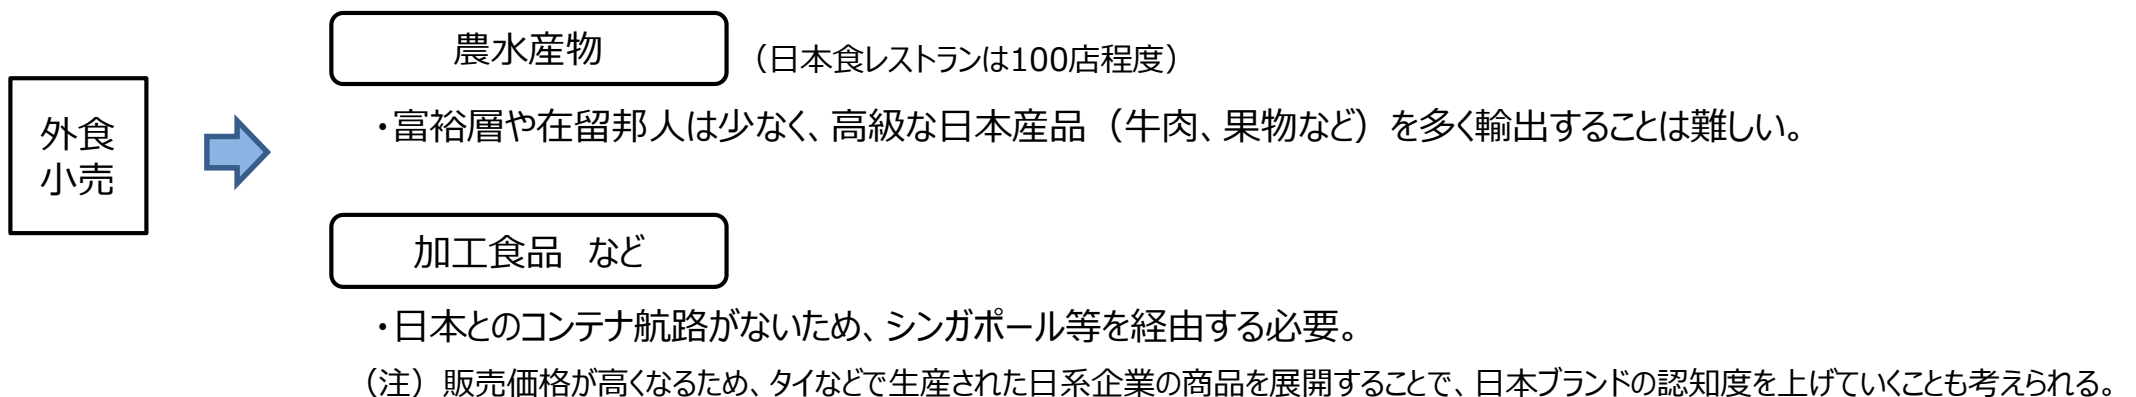 外食
小売
農水産物
（日本食レストランは100店程度）
・富裕層や在留邦人は少なく、高級な日本産品（牛肉、果物など）を多く輸出することは難しい。
加工食品　など
・日本とのコンテナ航路がないため、シンガポール等を経由する必要。
（注）販売価格が高くなるため、タイなどで生産された日系企業の商品を展開することで、日本ブランドの認知度を上げていくことも考えられる。